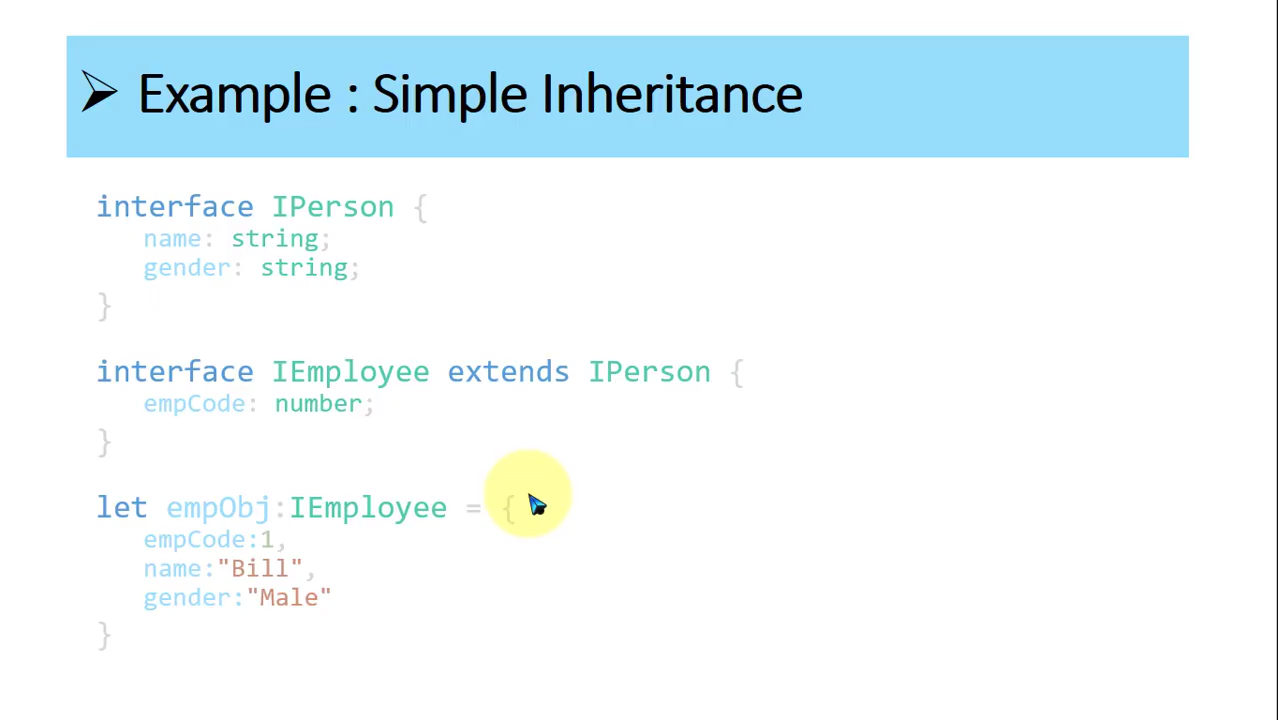 ➢ Example : Simple Inheritance
interface IPerson {
name: string;
gender: string;
}
interface IEmployee extends IPerson {
empCode: number;
}
let empObj:IEmployee = {
empCode:1,
name:"Bill",
gender:"Male"
}